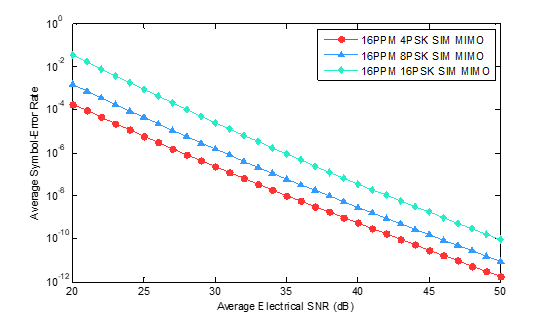 10^0
10^-2
10^-4
10^-6
10^-8
10^-10
10^-12
Average Symbol-Error Rate
16PPM 4PSK SIM MIMO
16PPM 8PSK SIM MIMO
16PPM 16PSK SIM MIMO
20 25 30 35 40 45 50
Average Electrical SNR (dB)